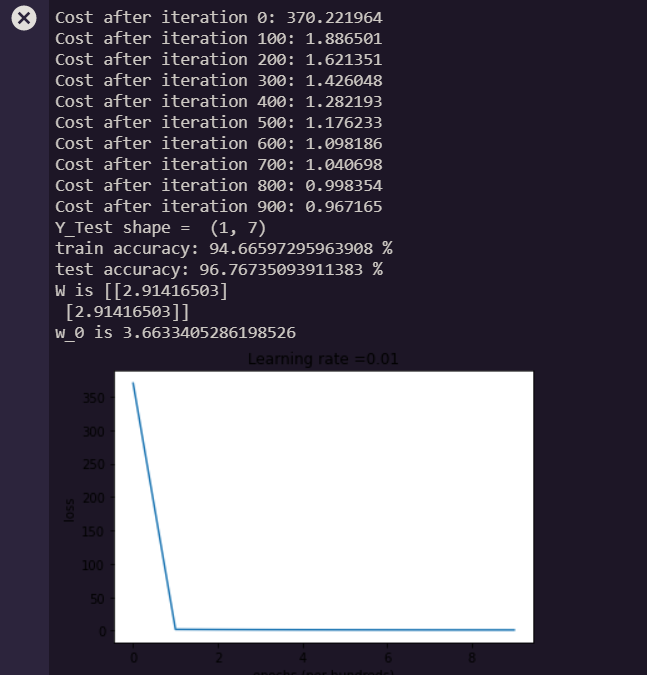 Cost after iteration 0: 370.221964
Cost after iteration 100: 1.886501
Cost after iteration 200: 1.621351
Cost after iteration 300: 1.426048
Cost after iteration 400: 1.282193
Cost after iteration 500: 1.176233
Cost after iteration 600: 1.098186
Cost after iteration 700: 1.040698
Cost after iteration 800: 0.998354
Cost after iteration 900: 0.967165
Y_Test shape =  (1, 7)
train accuracy: 94.66597295963908 %
test accuracy: 96.76735093911383 %
W is [[2.91416503]
 [2.91416503]]
w_0 is 3.6633405286198526
Learning rate =0.01
350
300
250
200
150
100
50
0
loss
0 2 4 6 8
epochs (per hundreds)